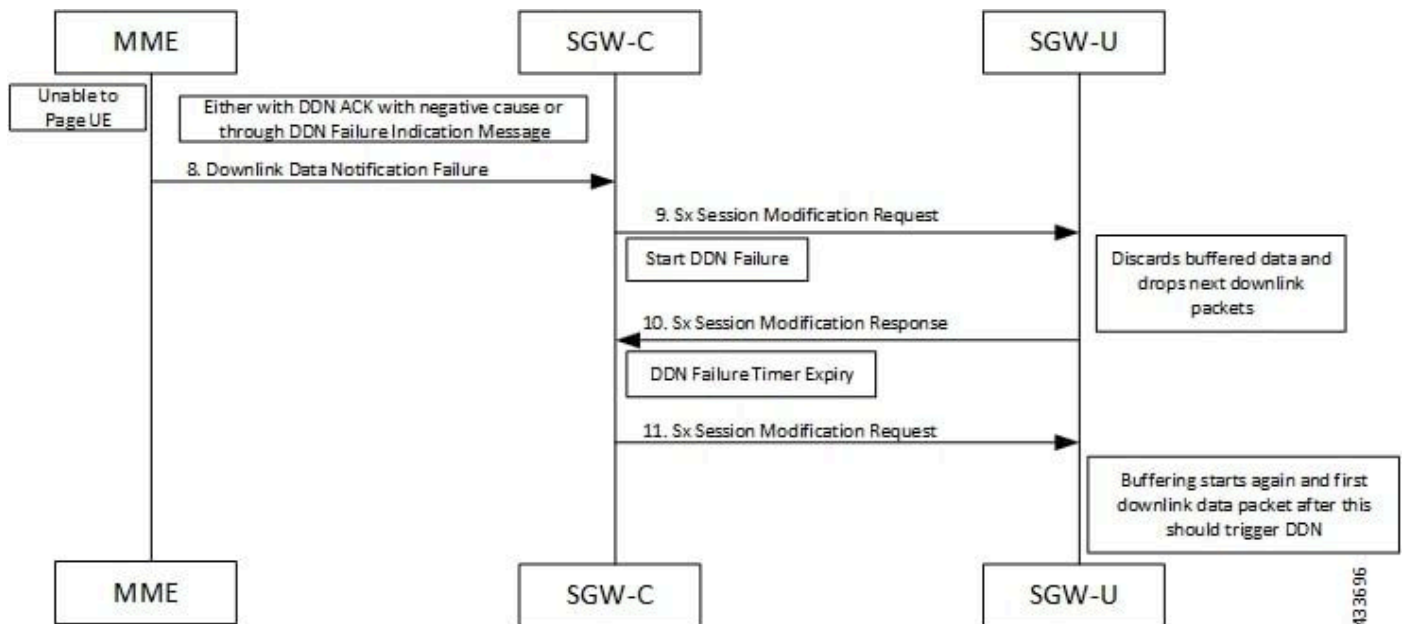 MME
SGW-C
SGW-U
Unable to
Page UE
Either with DDN ACK with negative cause or
through DDN Failure Indication Message
8. Downlink Data Notification Failure
9. Sx Session Modification Request
Start DDN Failure
Discards buffered data and
drops next downlink
packets
10. Sx Session Modification Response
DDN Failure Timer Expiry
11. Sx Session Modification Request
Buffering starts again and first
downlink data packet after this
should trigger DDN
MME
SGW-C
SGW-U
433696